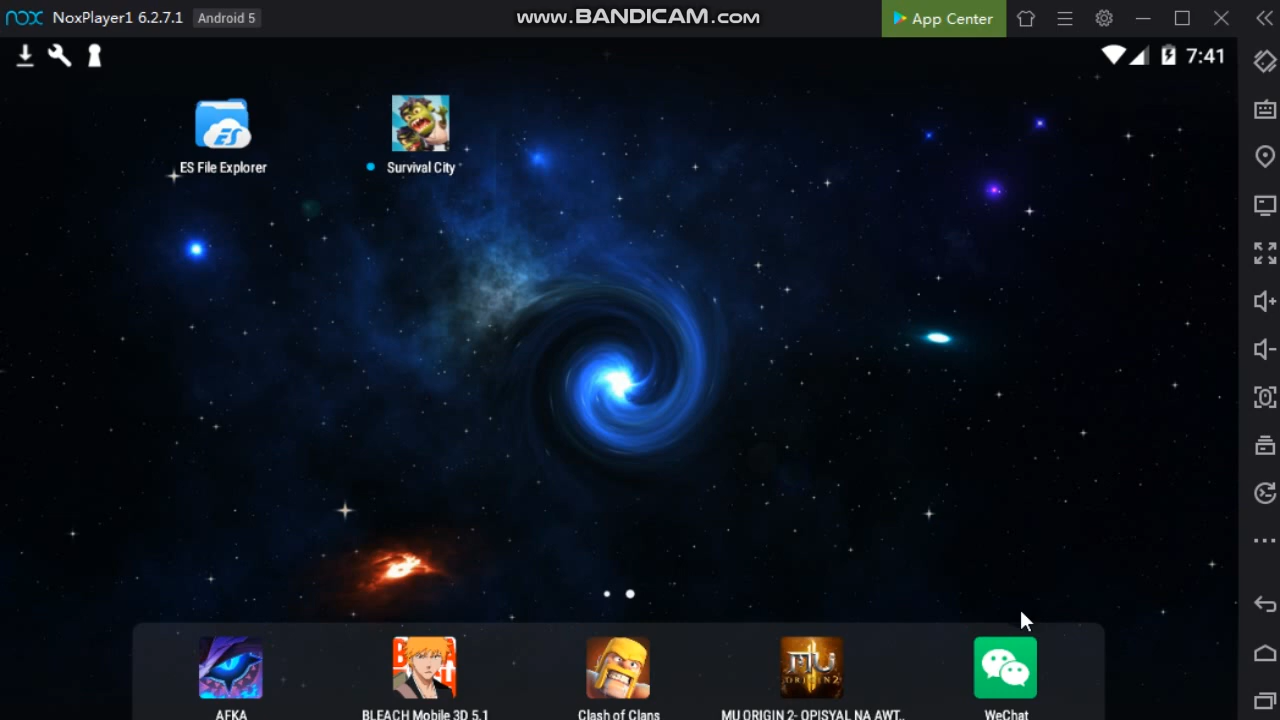 nox NoxPlayer1 6.2.7.1 Android 5
www.BANDICAM.com
App Center
7:41
ES File Explorer
Survival City
AFKA
BLEACH Mobile 3D 5.1
Clash of Clans
MU ORIGIN 2- OPISYAL NA AWT..
WeChat